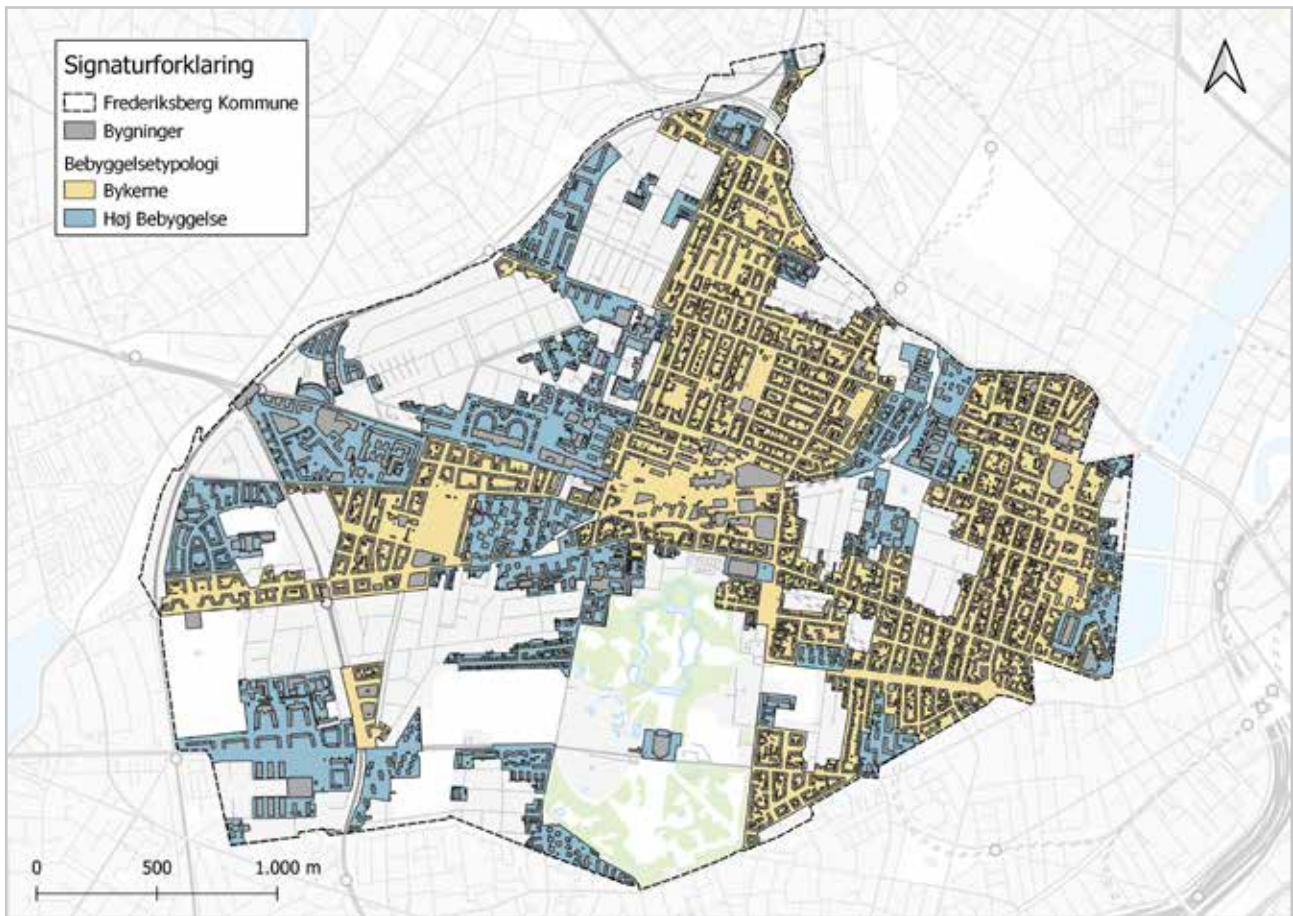 Signaturforklaring
Frederiksberg Kommune
Bygninger
Bebyggelsetypologi
Bykerne
Høj Bebyggelse
0 500 1.000 m